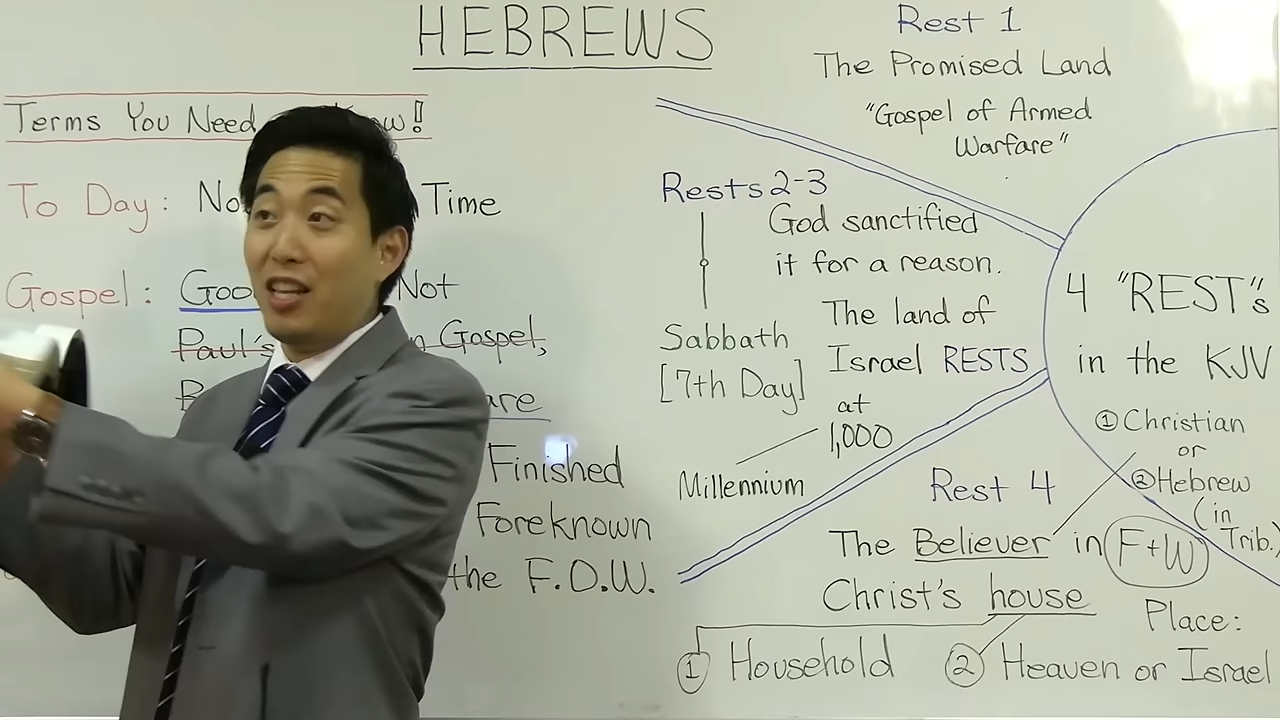 HEBREWS
Terms You Need
To Day:
Time
Gospel:
Not
Paul's
Gospel,
Finished
Foreknown
the F.O.W.
Rest 1
The Promised Land
"Gospel of Armed
Warfare"
Rests 2-3
God sanctified
it for a reason.
The land of
Israel RESTS
at
1,000
Sabbath
[7th Day]
Millennium
4 "REST"s
in the KJV
① Christian
or
② Hebrew
(in
Trib.)
Rest 4
The Believer in F+W
Christ's house
Place:
① Household
② Heaven or Israel